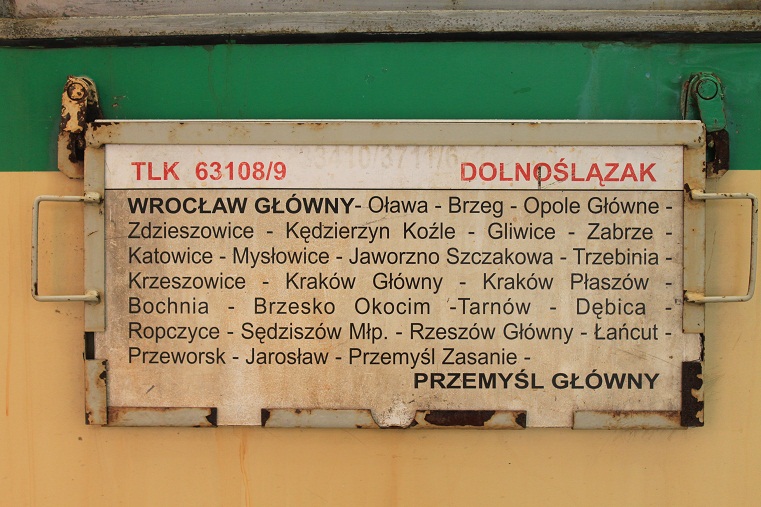 TLK 63108/9 DOLNOŚLĄZAK
WROCŁAW GŁÓWNY- Oława - Brzeg - Opole Główne -
Zdzieszowice - Kędzierzyn Koźle - Gliwice - Zabrze -
Katowice - Mysłowice - Jaworzno Szczakowa - Trzebinia -
Krzeszowice - Kraków Główny - Kraków Płaszów -
Bochnia - Brzesko Okocim -Tarnów - Dębica -
Ropczyce - Sędziszów Młp. - Rzeszów Główny - Łańcut -
Przeworsk - Jarosław - Przemyśl Zasanie -
PRZEMYŚL GŁÓWNY